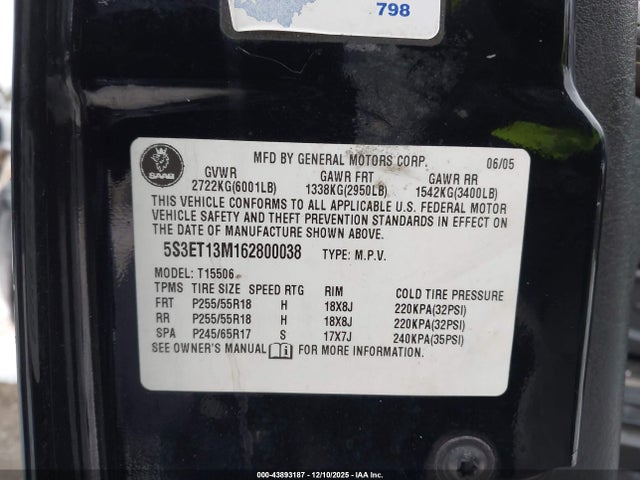 798
MFD BY GENERAL MOTORS CORP. 06/05
SAAB
GVWR GAWR FRT GAWR RR
2722KG(6001LB) 1338KG(2950LB) 1542KG(3400LB)
THIS VEHICLE CONFORMS TO ALL APPLICABLE U.S. FEDERAL MOTOR
VEHICLE SAFETY AND THEFT PREVENTION STANDARDS IN EFFECT ON
THE DATE OF MANUFACTURE SHOWN ABOVE.
5S3ET13M162800038 TYPE: M.P.V.
MODEL: T15506
TPMS TIRE SIZE SPEED RTG RIM COLD TIRE PRESSURE
FRT P255/55R18 H 18X8J 220KPA(32PSI)
RR P255/55R18 H 18X8J 220KPA(32PSI)
SPA P245/65R17 S 17X7J 240KPA(35PSI)
SEE OWNER'S MANUAL FOR MORE INFORMATION.
©-43893187 - 12/10/2025 - IAA Inc.